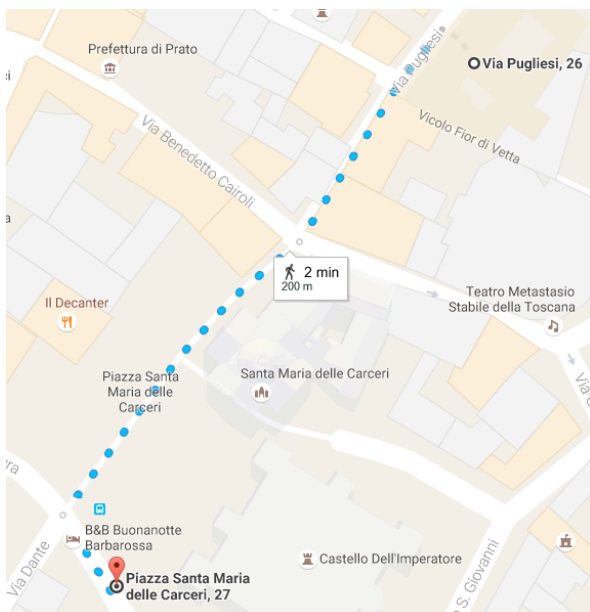 Prefettura di Prato
Via Pugliesi
Via Pugliesi, 26
Vicolo Fior di Vetta
Via Benedetto Cairoli
2 min
200 m
Il Decanter
Teatro Metastasio
Stabile della Toscana
Piazza Santa
Maria delle
Carceri
Santa Maria delle Carceri
B&B Buonanotte
Barbarossa
Via Dante
Piazza Santa Maria
delle Carceri, 27
Castello Dell'Imperatore
S. Giovanni